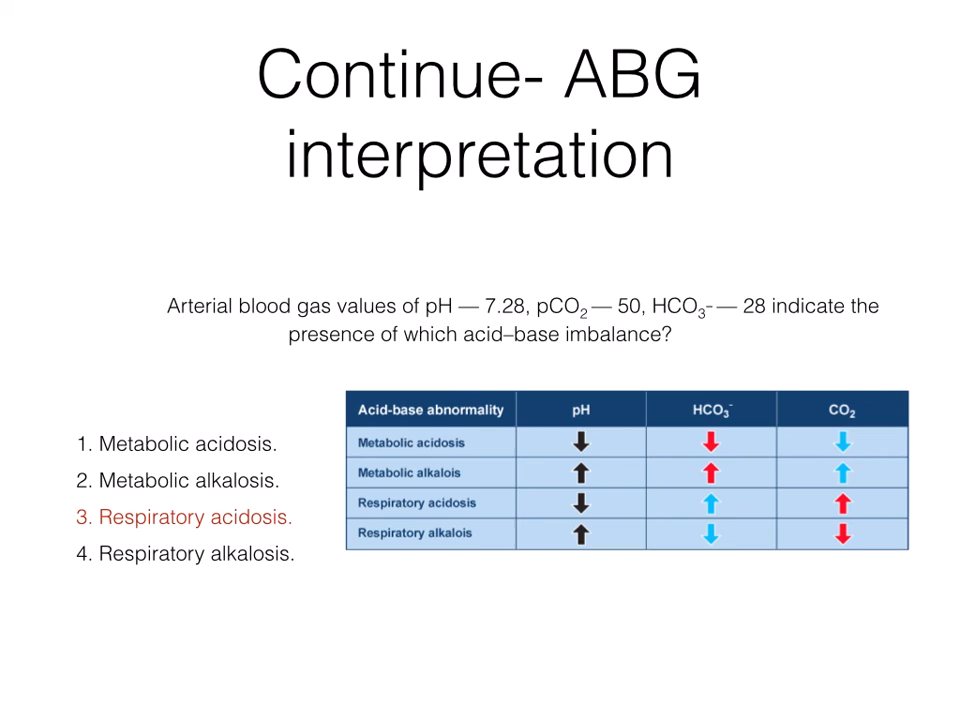 Continue- ABG
interpretation
Arterial blood gas values of pH — 7.28, pCO₂ — 50, HCO₃- — 28 indicate the
presence of which acid–base imbalance?
1. Metabolic acidosis.
2. Metabolic alkalosis.
3. Respiratory acidosis.
4. Respiratory alkalosis.
Acid-base abnormality pH HCO₃⁻ CO₂
Metabolic acidosis ↓ ↓ ↓
Metabolic alkalois ↑ ↑ ↑
Respiratory acidosis ↓ ↑ ↑
Respiratory alkalois ↑ ↓ ↓